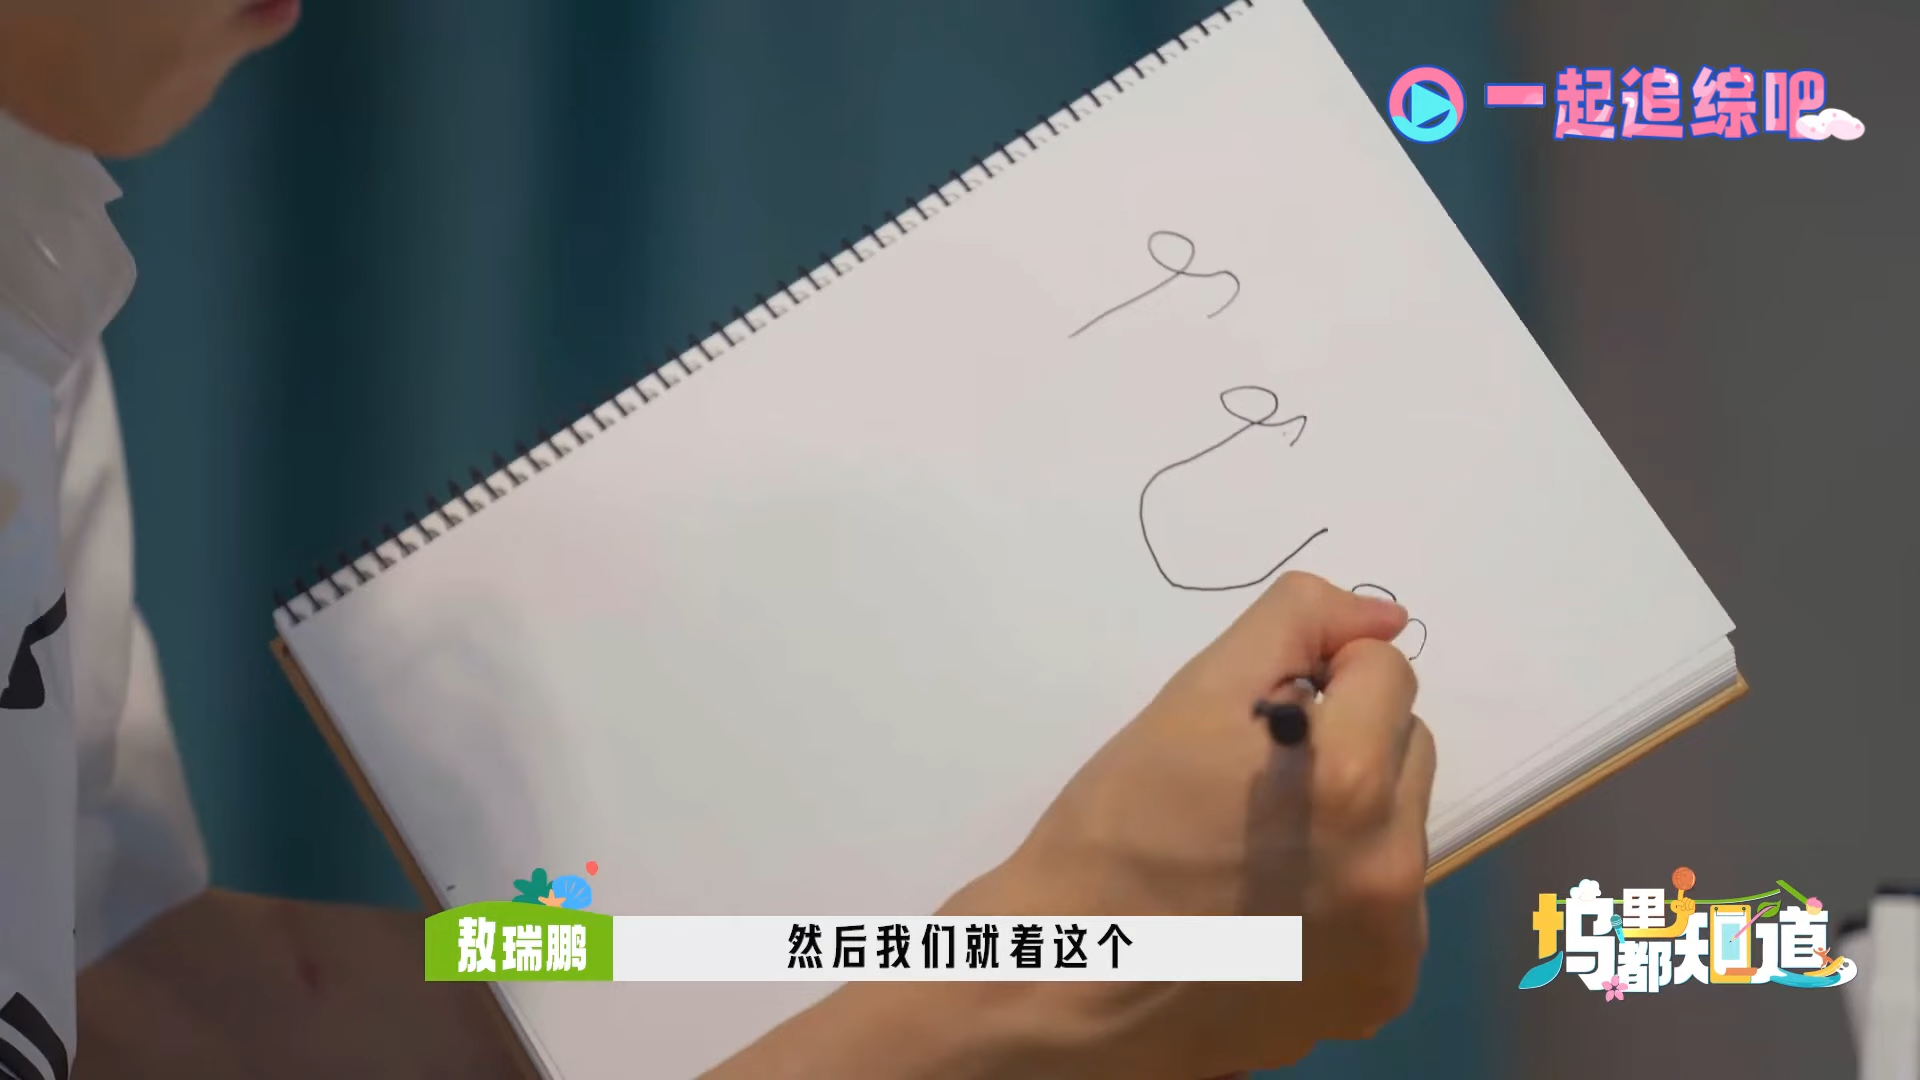 一起追综吧
敖瑞鹏
然后我们就着这个
坞里都知道